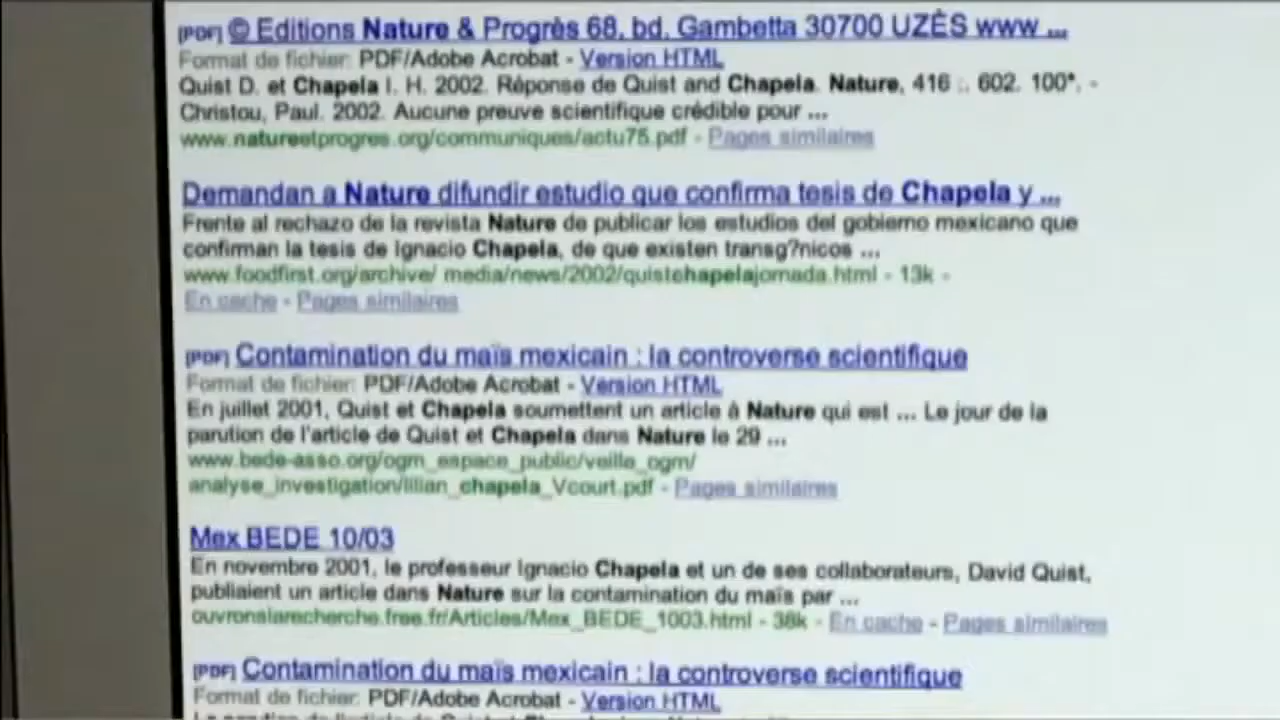 [PDF] © Editions Nature & Progrès 68, bd. Gambetta 30700 UZÈS www ...
Format de fichier: PDF/Adobe Acrobat - Version HTML
Quist D. et Chapela I. H. 2002. Réponse de Quist and Chapela. Nature, 416 :. 602. 100*. -
Christou, Paul. 2002. Aucune preuve scientifique crédible pour ...
www.natureetprogres.org/communiques/actu75.pdf - Pages similaires
Demandan a Nature difundir estudio que confirma tesis de Chapela y ...
Frente al rechazo de la revista Nature de publicar los estudios del gobierno mexicano que
confirman la tesis de Ignacio Chapela, de que existen transg?nicos ...
www.foodfirst.org/archive/ media/news/2002/quistchapelajornada.html - 13k -
En cache - Pages similaires
[PDF] Contamination du maïs mexicain : la controverse scientifique
Format de fichier: PDF/Adobe Acrobat - Version HTML
En juillet 2001, Quist et Chapela soumettent un article à Nature qui est ... Le jour de la
parution de l'article de Quist et Chapela dans Nature le 29 ...
www.bede-asso.org/ogm_espace_public/veille_ogm/
analyse_investigation/lilian_chapela_Vcourt.pdf - Pages similaires
Mex BEDE 10/03
En novembre 2001, le professeur Ignacio Chapela et un de ses collaborateurs, David Quist,
publiaient un article dans Nature sur la contamination du maïs par ...
ouvronslarecherche.free.fr/Articles/Mex_BEDE_1003.html - 38k - En cache - Pages similaires
[PDF] Contamination du maïs mexicain : la controverse scientifique
Format de fichier: PDF/Adobe Acrobat - Version HTML